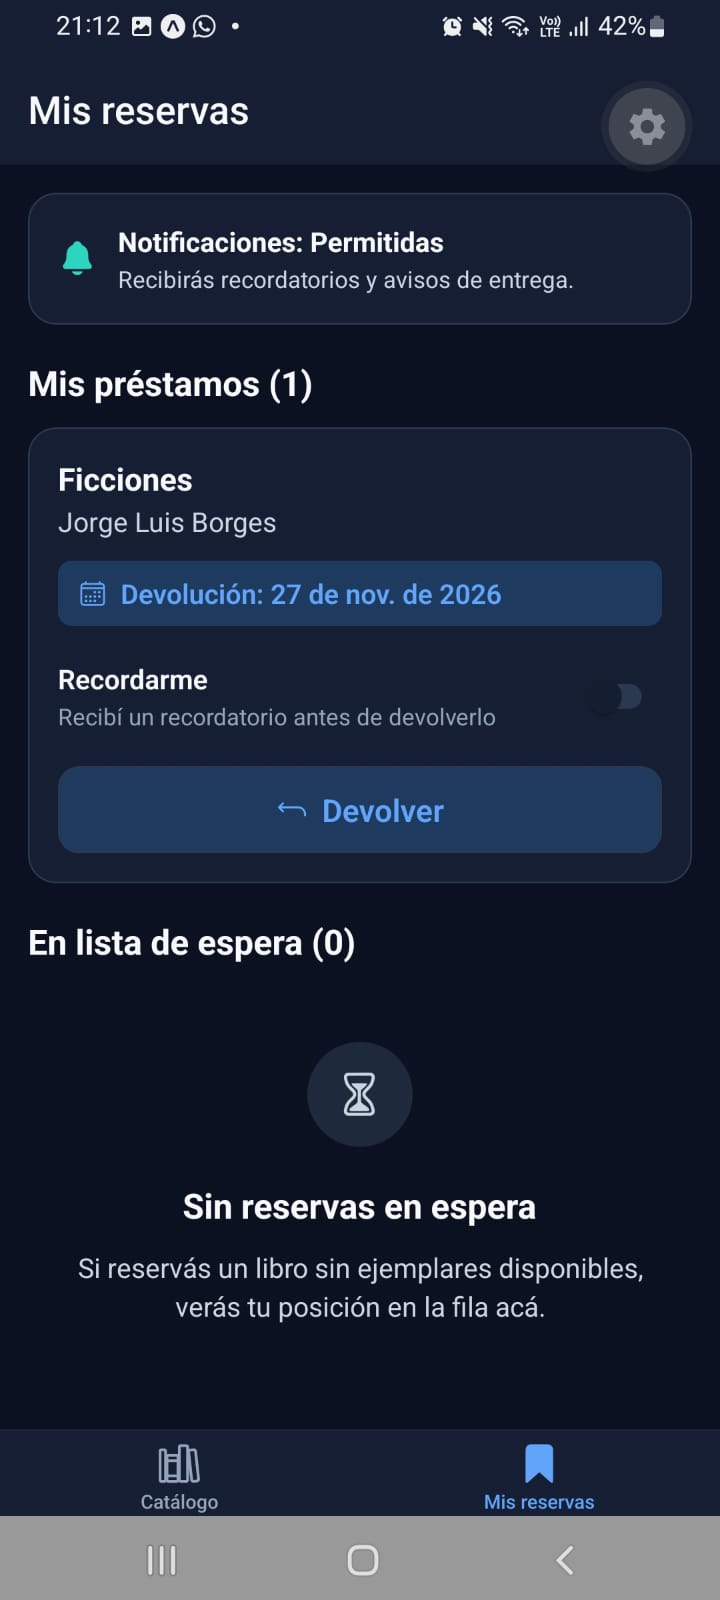 21:12
Vo))
LTE
42%
Mis reservas
Notificaciones: Permitidas
Recibirás recordatorios y avisos de entrega.
Mis préstamos (1)
Ficciones
Jorge Luis Borges
Devolución: 27 de nov. de 2026
Recordarme
Recibí un recordatorio antes de devolverlo
Devolver
En lista de espera (0)
Sin reservas en espera
Si reservás un libro sin ejemplares disponibles,
verás tu posición en la fila acá.
Catálogo
Mis reservas